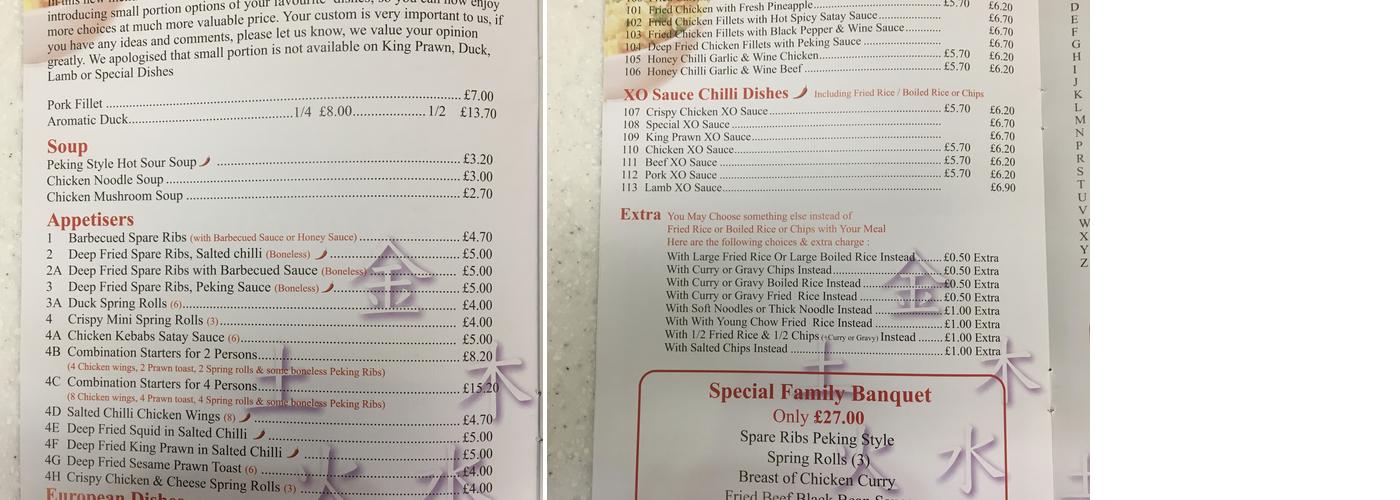 introducing small portion options of your favourite dishes, so you can now enjoy
more choices at much more valuable price. Your custom is very important to us, if
you have any ideas and comments, please let us know, we value your opinion
greatly. We apologised that small portion is not available on King Prawn, Duck,
Lamb or Special Dishes
Pork Fillet £7.00
Aromatic Duck 1/4 £8.00 1/2 £13.70
Soup
Peking Style Hot Sour Soup £3.20
Chicken Noodle Soup £3.00
Chicken Mushroom Soup £2.70
Appetisers
1 Barbecued Spare Ribs (with Barbecued Sauce or Honey Sauce) £4.70
2 Deep Fried Spare Ribs, Salted chilli (Boneless) £5.00
2A Deep Fried Spare Ribs with Barbecued Sauce (Boneless) £5.00
3 Deep Fried Spare Ribs, Peking Sauce (Boneless) £5.00
3A Duck Spring Rolls (6) £4.00
4 Crispy Mini Spring Rolls (3) £4.00
4A Chicken Kebabs Satay Sauce (6) £5.00
4B Combination Starters for 2 Persons £8.20
(4 Chicken wings, 2 Prawn toast, 2 Spring rolls & some boneless Peking Ribs)
4C Combination Starters for 4 Persons £15.20
(8 Chicken wings, 4 Prawn toast, 4 Spring rolls & some boneless Peking Ribs)
4D Salted Chilli Chicken Wings (8) £4.70
4E Deep Fried Squid in Salted Chilli £5.00
4F Deep Fried King Prawn in Salted Chilli £5.00
4G Deep Fried Sesame Prawn Toast (6) £4.00
4H Crispy Chicken & Cheese Spring Rolls (3) £4.00
European Dishes
金
土
木
水
101 Fried Chicken with Fresh Pineapple £5.70 £6.20
102 Fried Chicken Fillets with Hot Spicy Satay Sauce £6.70
103 Fried Chicken Fillets with Black Pepper & Wine Sauce £6.70
104 Deep Fried Chicken Fillets with Peking Sauce £6.70
105 Honey Chilli Garlic & Wine Chicken £5.70 £6.20
106 Honey Chilli Garlic & Wine Beef £5.70 £6.20
XO Sauce Chilli Dishes Including Fried Rice / Boiled Rice or Chips
107 Crispy Chicken XO Sauce £5.70 £6.20
108 Special XO Sauce £6.70
109 King Prawn XO Sauce £6.70
110 Chicken XO Sauce £5.70 £6.20
111 Beef XO Sauce £5.70 £6.20
112 Pork XO Sauce £5.70 £6.20
113 Lamb XO Sauce £6.90
Extra You May Choose something else instead of
Fried Rice or Boiled Rice or Chips with Your Meal
Here are the following choices & extra charge :
With Large Fried Rice Or Large Boiled Rice Instead £0.50 Extra
With Curry or Gravy Chips Instead £0.50 Extra
With Curry or Gravy Boiled Rice Instead £0.50 Extra
With Curry or Gravy Fried Rice Instead £0.50 Extra
With Soft Noodles or Thick Noodle Instead £1.00 Extra
With With Young Chow Fried Rice Instead £1.00 Extra
With 1/2 Fried Rice & 1/2 Chips (+Curry or Gravy) Instead £1.00 Extra
With Salted Chips Instead £1.00 Extra
Special Family Banquet
Only £27.00
Spare Ribs Peking Style
Spring Rolls (3)
Breast of Chicken Curry
Fried Beef Black Bean Sauce
金
土
木
水
D
E
F
G
H
I
J
K
L
M
N
P
R
S
T
U
V
W
X
Y
Z